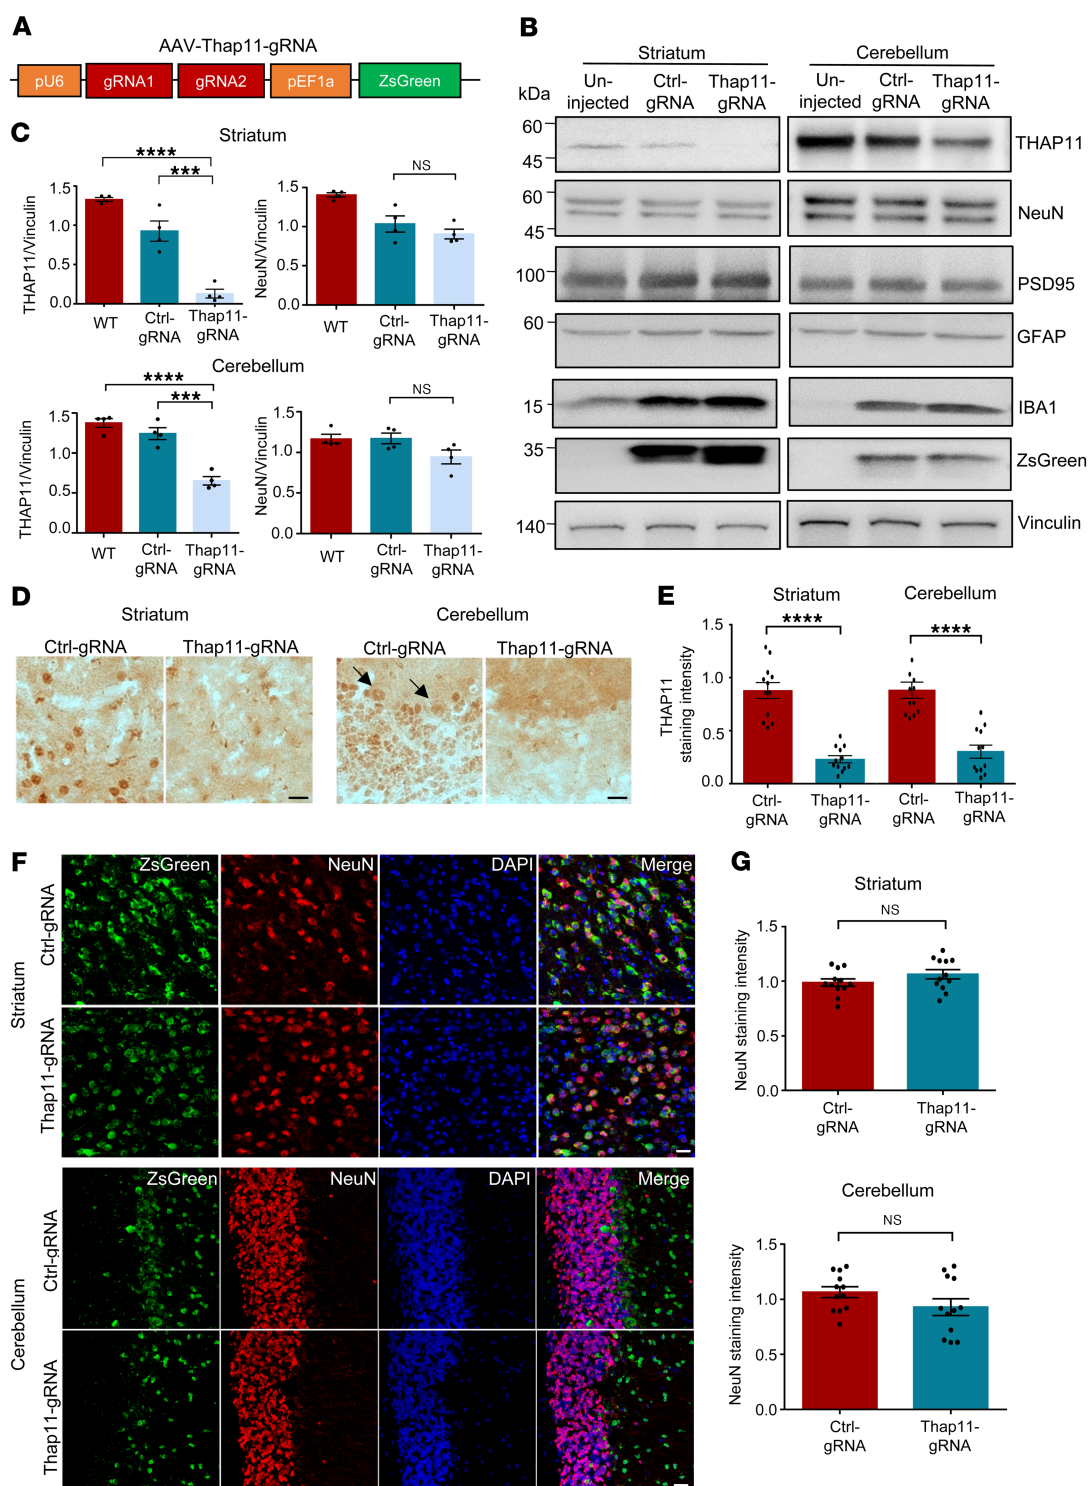 A
AAV-Thap11-gRNA
pU6 gRNA1 gRNA2 pEF1a ZsGreen
B
Striatum Cerebellum
Un-injected Ctrl-gRNA Thap11-gRNA Un-injected Ctrl-gRNA Thap11-gRNA
kDa
60
45
THAP11
60
45
NeuN
100
PSD95
60
GFAP
15
IBA1
35
ZsGreen
140
Vinculin
C
Striatum
THAP11/Vinculin
1.5
1.0
0.5
0.0
****
***
WT Ctrl-gRNA Thap11-gRNA
NeuN/Vinculin
1.5
1.0
0.5
0.0
NS
WT Ctrl-gRNA Thap11-gRNA
Cerebellum
THAP11/Vinculin
1.5
1.0
0.5
0.0
****
***
WT Ctrl-gRNA Thap11-gRNA
NeuN/Vinculin
1.5
1.0
0.5
0.0
NS
WT Ctrl-gRNA Thap11-gRNA
D
Striatum Cerebellum
Ctrl-gRNA Thap11-gRNA Ctrl-gRNA Thap11-gRNA
E
Striatum Cerebellum
THAP11
staining intensity
1.5
1.0
0.5
0.0
**** ****
Ctrl-gRNA Thap11-gRNA Ctrl-gRNA Thap11-gRNA
F
ZsGreen NeuN DAPI Merge
Striatum
Ctrl-gRNA
Thap11-gRNA
ZsGreen NeuN DAPI Merge
Cerebellum
Ctrl-gRNA
Thap11-gRNA
G
Striatum
NeuN staining intensity
1.5
1.0
0.5
0.0
NS
Ctrl-gRNA Thap11-gRNA
Cerebellum
NeuN staining intensity
1.5
1.0
0.5
0.0
NS
Ctrl-gRNA Thap11-gRNA